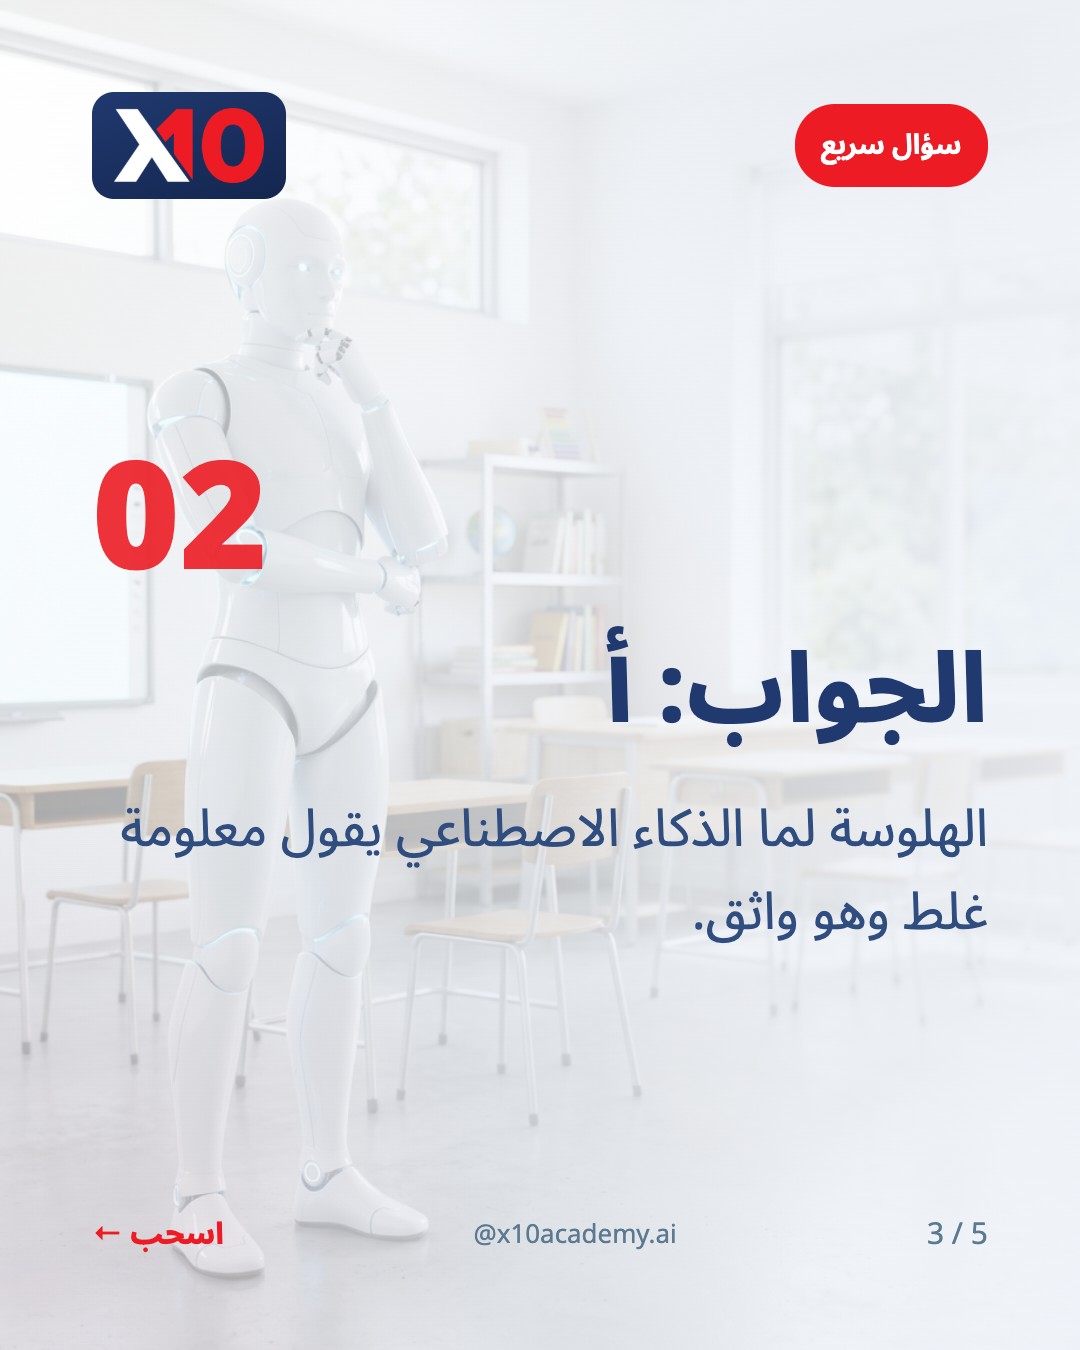 X10
سؤال سريع
02
الجواب: أ
الهلوسة لما الذكاء الاصطناعي يقول معلومة
غلط وهو واثق.
3 / 5
@x10academy.ai
اسحب ←